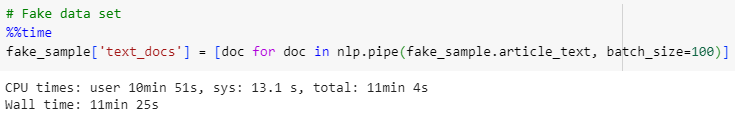 # Fake data set
%%time
fake_sample['text_docs'] = [doc for doc in nlp.pipe(fake_sample.article_text, batch_size=100)]
CPU times: user 10min 51s, sys: 13.1 s, total: 11min 4s
Wall time: 11min 25s